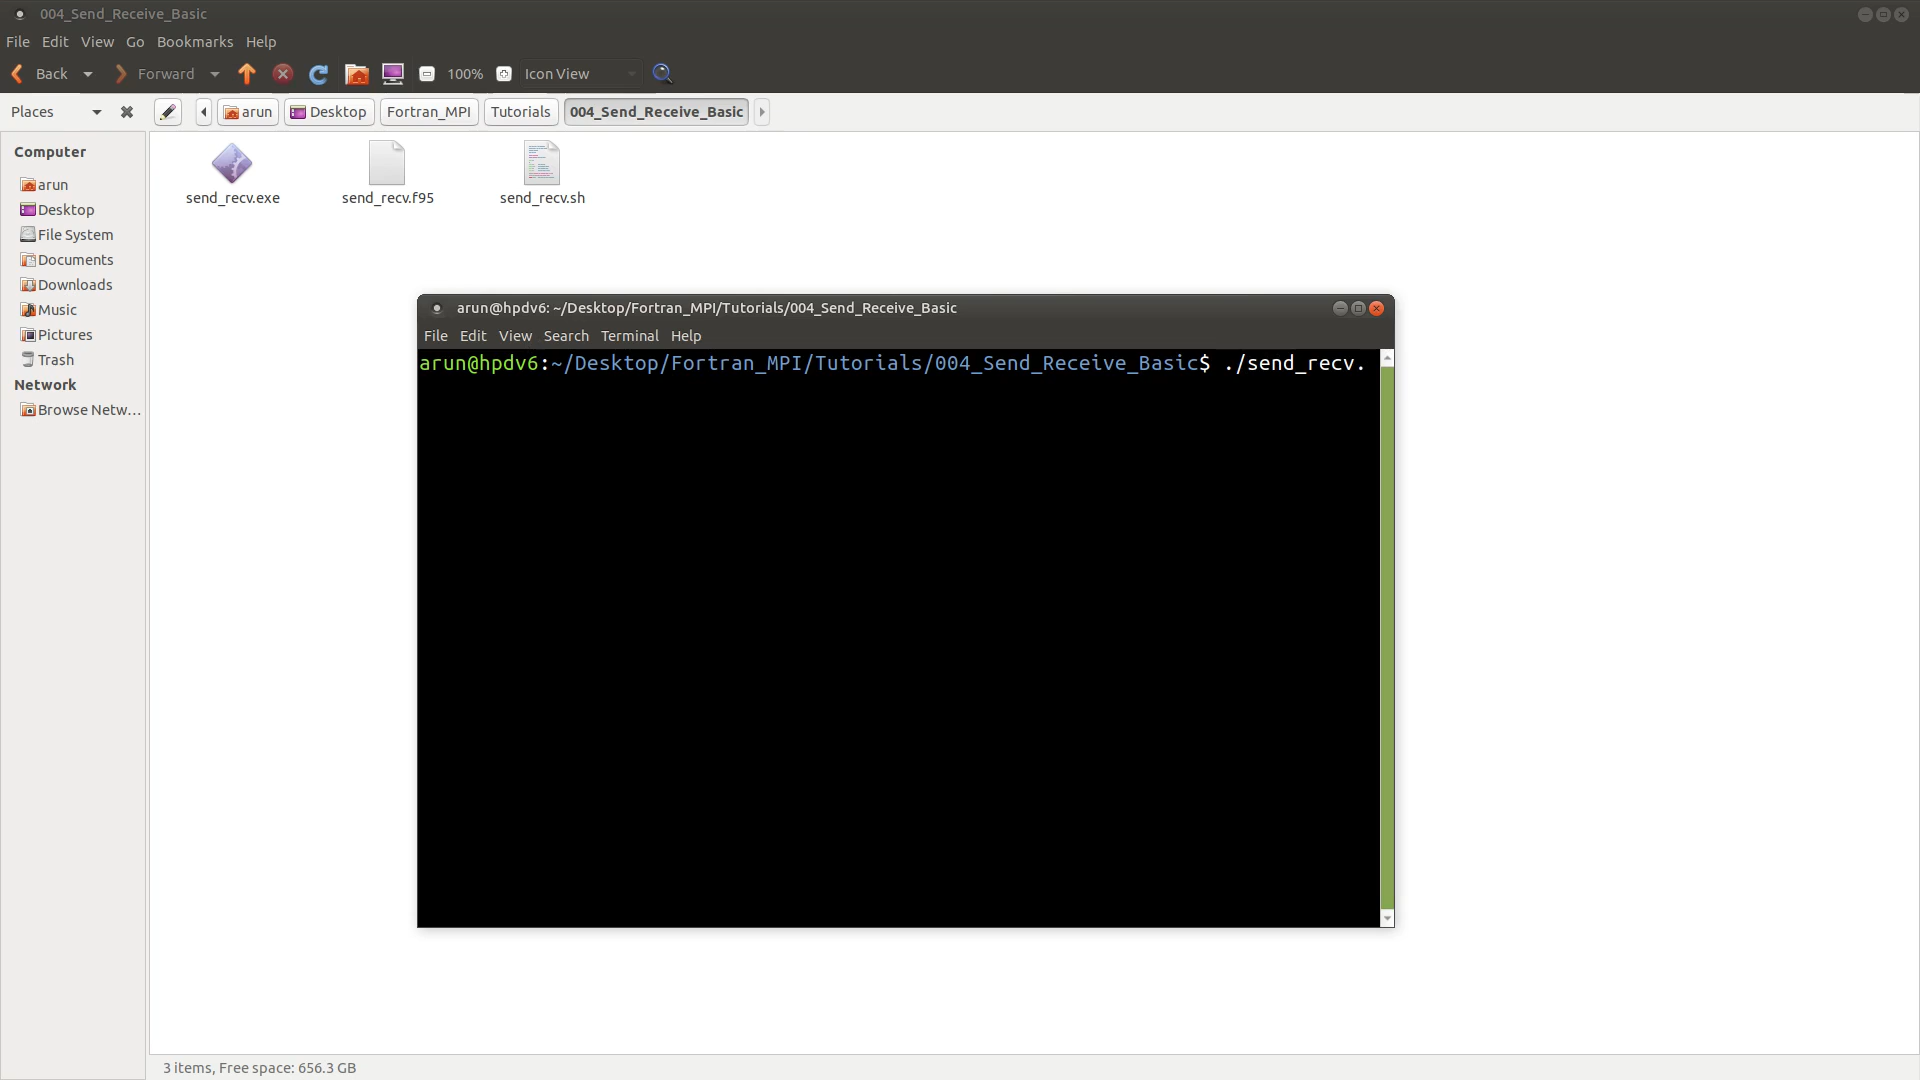 004_Send_Receive_Basic
File Edit View Go Bookmarks Help
Back Forward 100% Icon View
Places arun Desktop Fortran_MPI Tutorials 004_Send_Receive_Basic
Computer
arun
Desktop
File System
Documents
Downloads
Music
Pictures
Trash
Network
Browse Netw...
send_recv.exe send_recv.f95 send_recv.sh
arun@hpdv6: ~/Desktop/Fortran_MPI/Tutorials/004_Send_Receive_Basic
File Edit View Search Terminal Help
arun@hpdv6:~/Desktop/Fortran_MPI/Tutorials/004_Send_Receive_Basic$ ./send_recv.
3 items, Free space: 656.3 GB